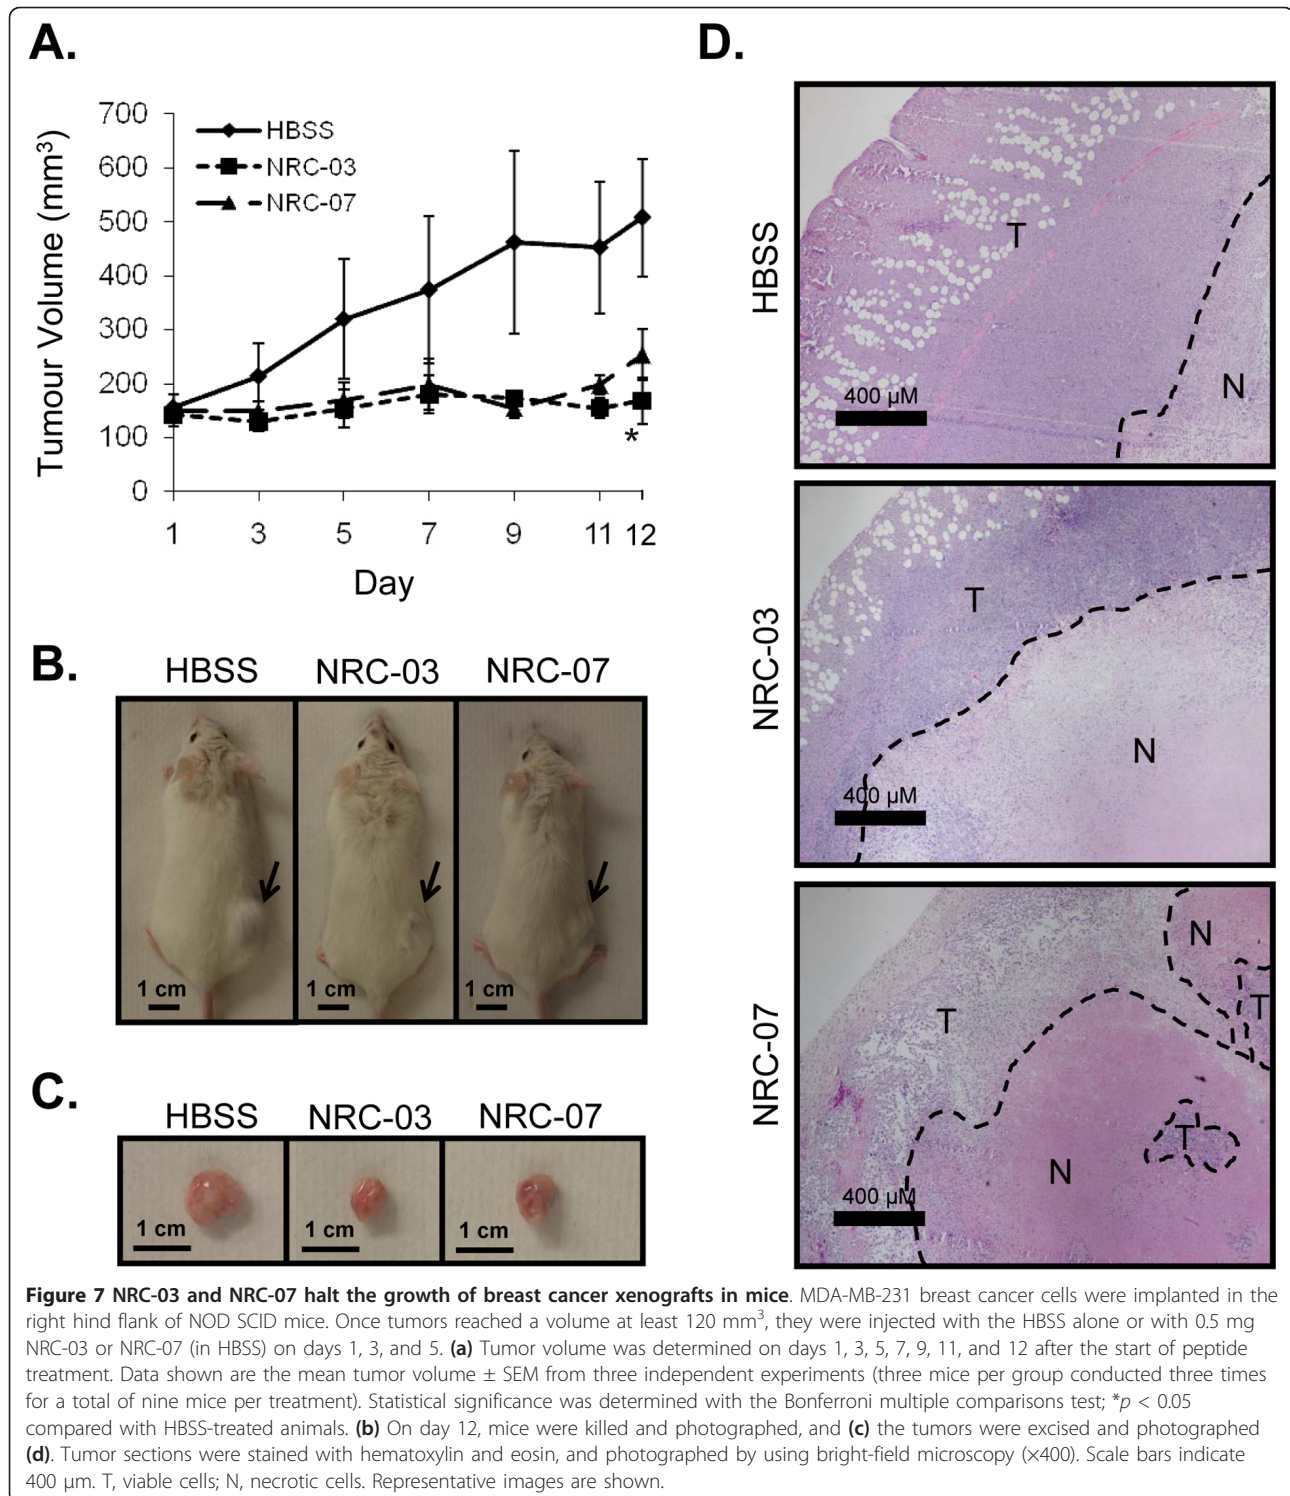 A.
700
600
500
400
300
200
100
0
Tumour Volume (mm³)
HBSS
NRC-03
NRC-07
*
1 3 5 7 9 11 12
Day
B.
HBSS NRC-03 NRC-07
1 cm 1 cm 1 cm
C.
HBSS NRC-03 NRC-07
1 cm 1 cm 1 cm
D.
HBSS
T
N
400 µM
NRC-03
T
N
400 µM
NRC-07
N
T
T
T
N
400 µM
Figure 7 NRC-03 and NRC-07 halt the growth of breast cancer xenografts in mice. MDA-MB-231 breast cancer cells were implanted in the
right hind flank of NOD SCID mice. Once tumors reached a volume at least 120 mm³, they were injected with the HBSS alone or with 0.5 mg
NRC-03 or NRC-07 (in HBSS) on days 1, 3, and 5. (a) Tumor volume was determined on days 1, 3, 5, 7, 9, 11, and 12 after the start of peptide
treatment. Data shown are the mean tumor volume ± SEM from three independent experiments (three mice per group conducted three times
for a total of nine mice per treatment). Statistical significance was determined with the Bonferroni multiple comparisons test; *p < 0.05
compared with HBSS-treated animals. (b) On day 12, mice were killed and photographed, and (c) the tumors were excised and photographed
(d). Tumor sections were stained with hematoxylin and eosin, and photographed by using bright-field microscopy (×400). Scale bars indicate
400 µm. T, viable cells; N, necrotic cells. Representative images are shown.